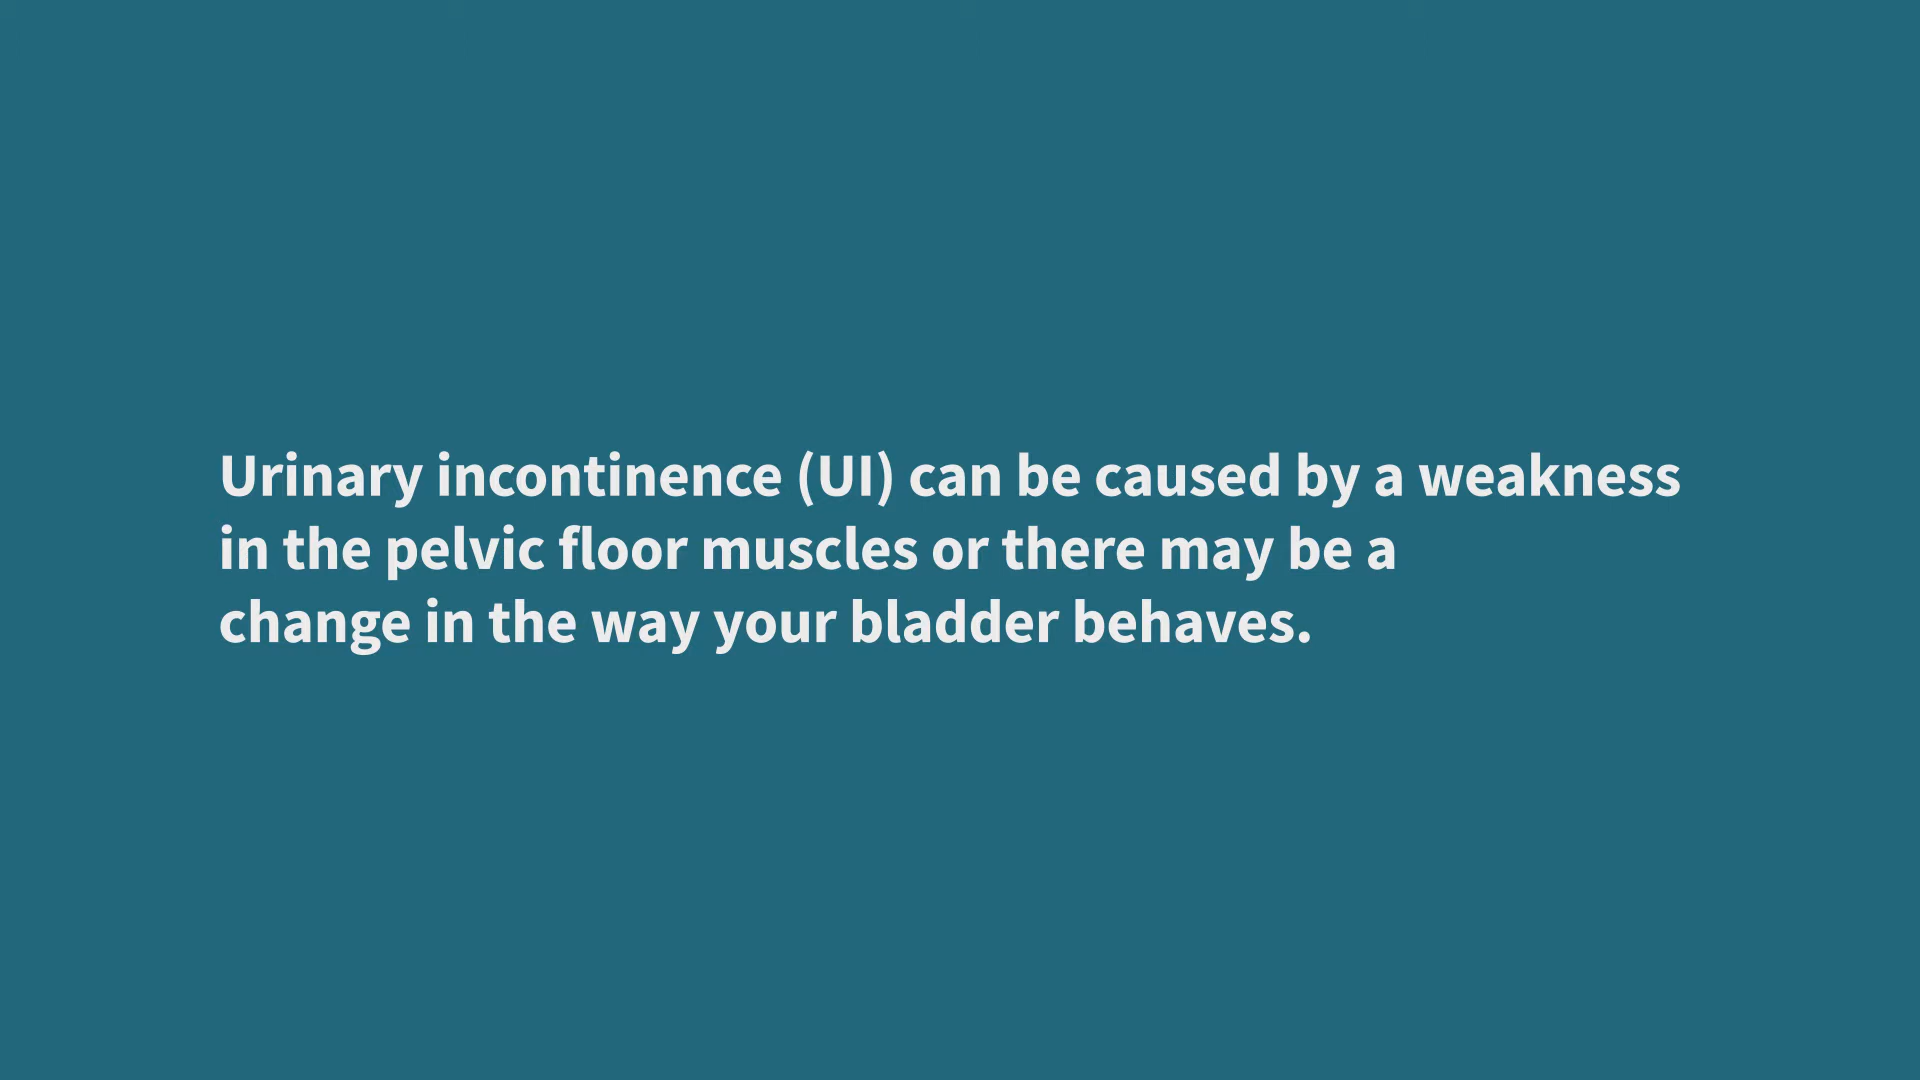 Urinary incontinence (UI) can be caused by a weakness
in the pelvic floor muscles or there may be a
change in the way your bladder behaves.